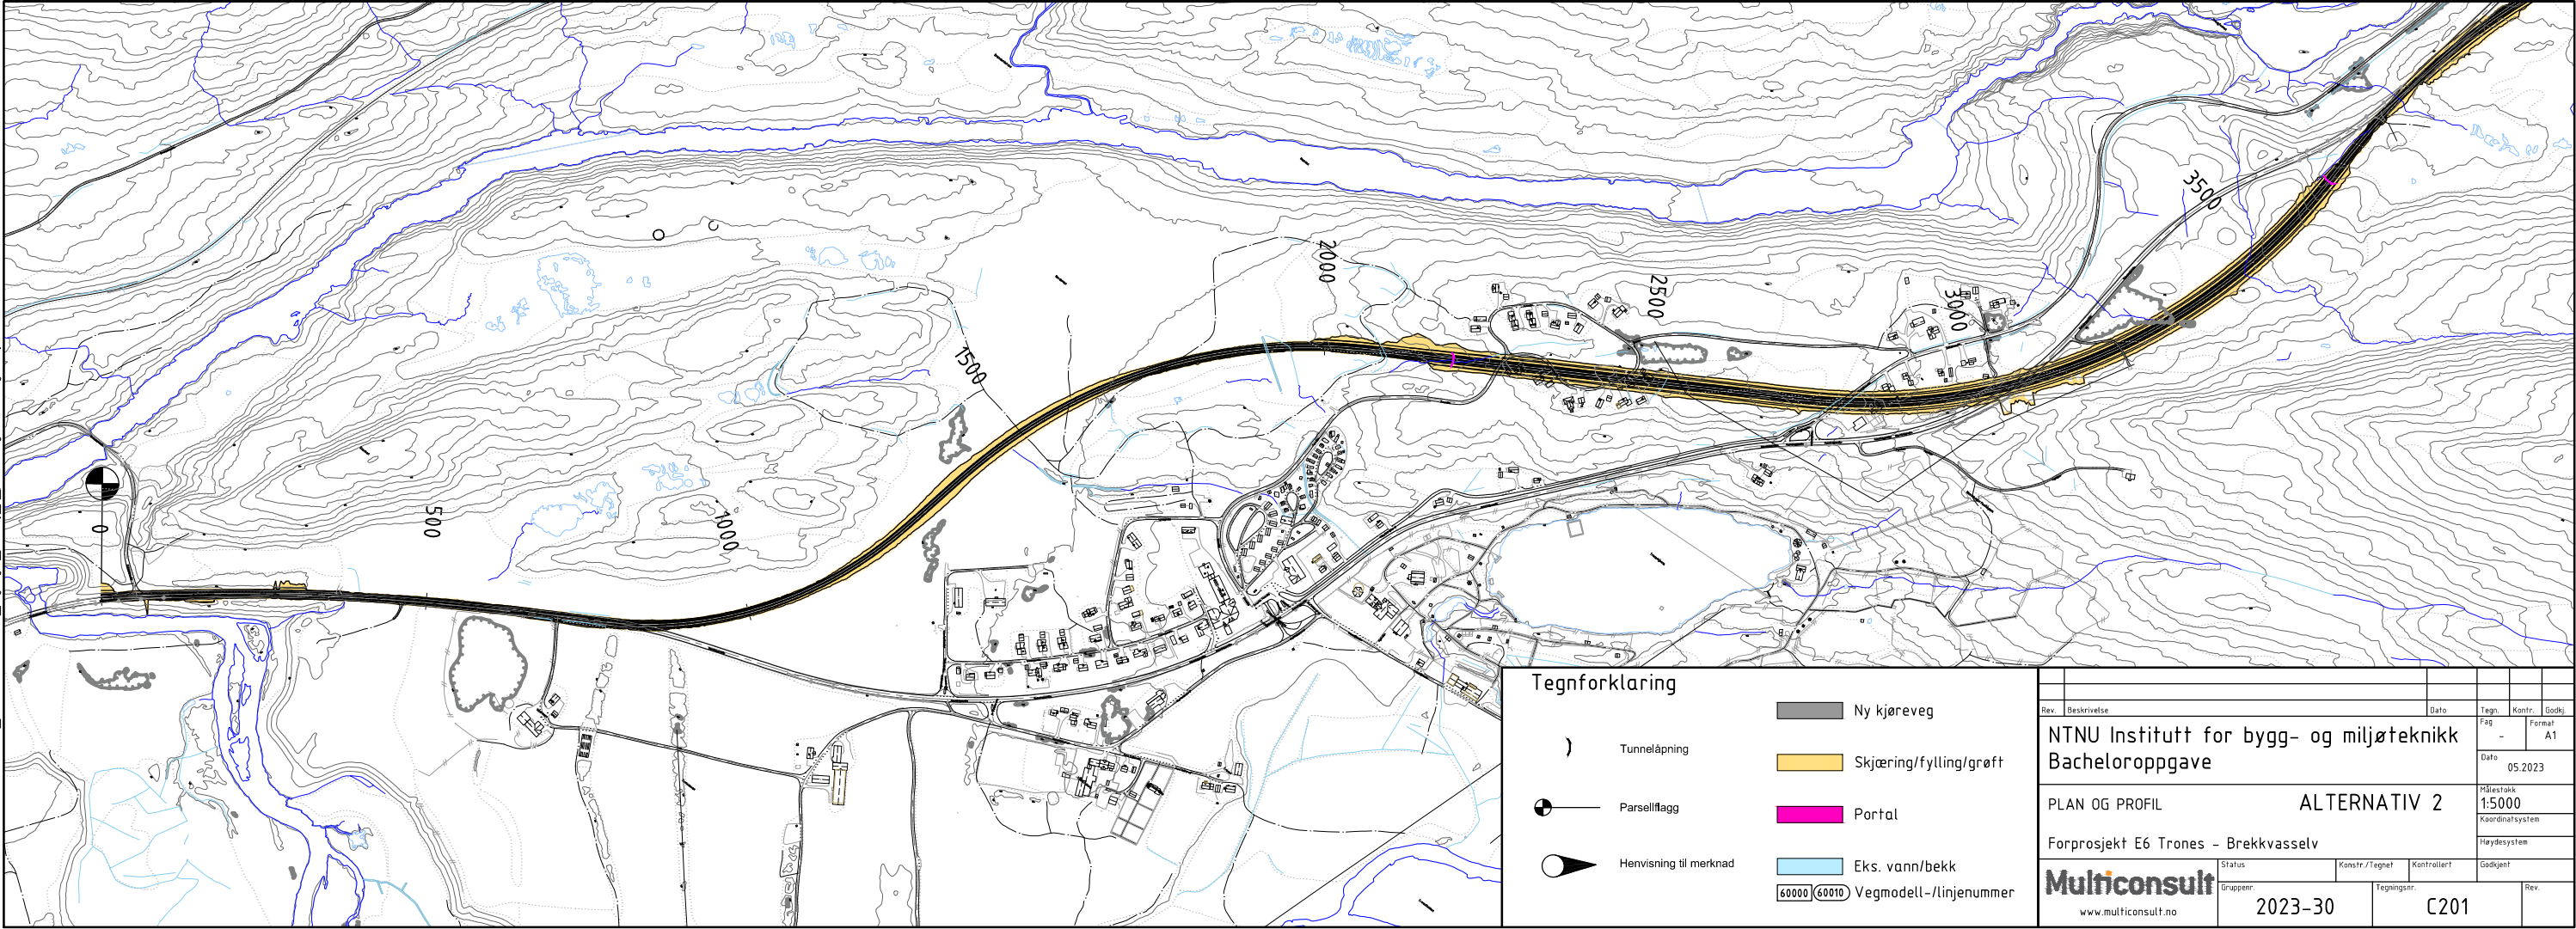 0
500
1000
1500
2000
2500
3000
3500
Tegnforklaring
Tunnelåpning
Parsellflagg
Henvisning til merknad
Ny kjøreveg
Skjæring/fylling/grøft
Portal
Eks. vann/bekk
60000 60010 Vegmodell-/linjenummer
Rev. Beskrivelse Dato Tegn. Kontr. Godkj.
NTNU Institutt for bygg- og miljøteknikk
Bacheloroppgave
Fag
-
Format
A1
Dato
05.2023
PLAN OG PROFIL ALTERNATIV 2
Målestokk
1:5000
Koordinatsystem
Forprosjekt E6 Trones - Brekkvasselv
Høydesystem
Multiconsult
www.multiconsult.no
Status
Konstr./Tegnet
Kontrollert
Godkjent
Gruppenr.
2023-30
Tegningsnr.
C201
Rev.